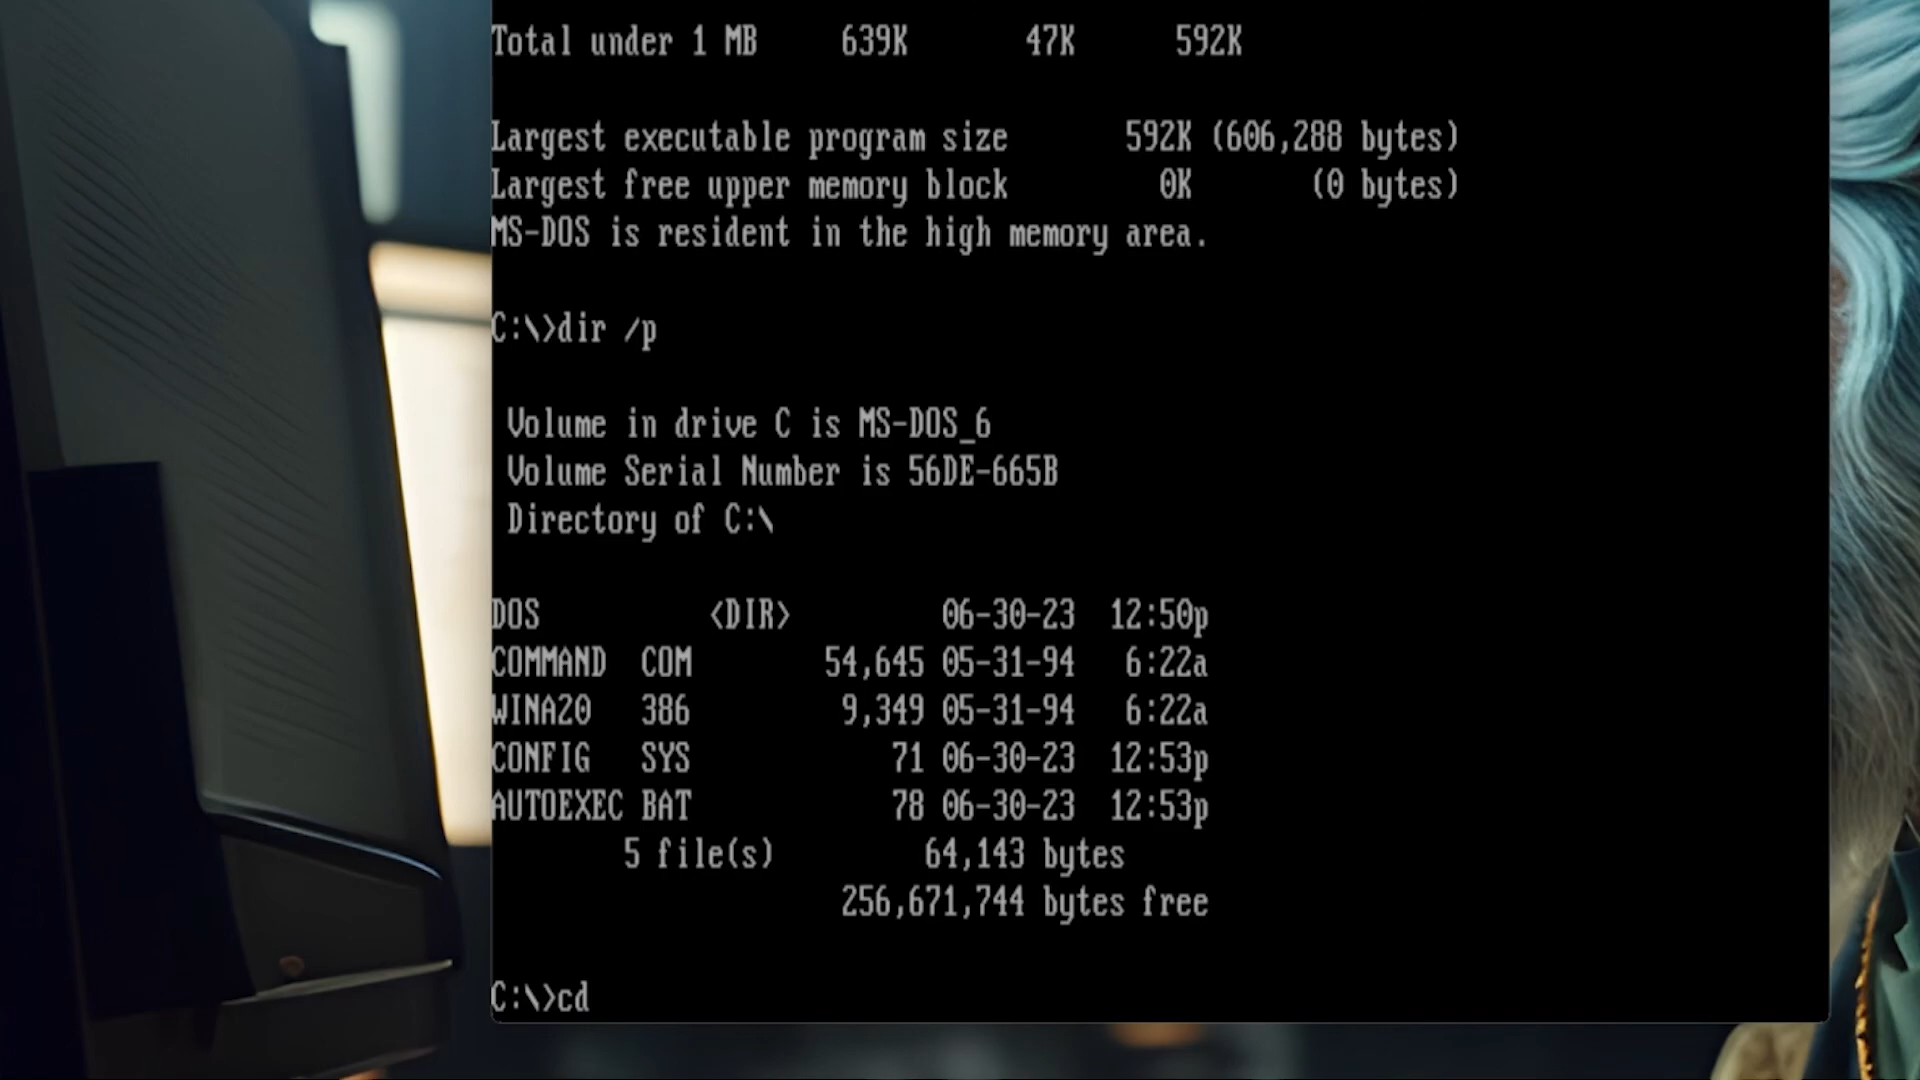 Total under 1 MB     639K       47K      592K
Largest executable program size       592K (606,288 bytes)
Largest free upper memory block         0K       (0 bytes)
MS-DOS is resident in the high memory area.
C:\>dir /p
Volume in drive C is MS-DOS_6
Volume Serial Number is 56DE-665B
Directory of C:\
DOS          <DIR>         06-30-23  12:50p
COMMAND  COM        54,645 05-31-94   6:22a
WINA20   386         9,349 05-31-94   6:22a
CONFIG   SYS            71 06-30-23  12:53p
AUTOEXEC BAT            78 06-30-23  12:53p
        5 file(s)         64,143 bytes
                     256,671,744 bytes free
C:\>cd